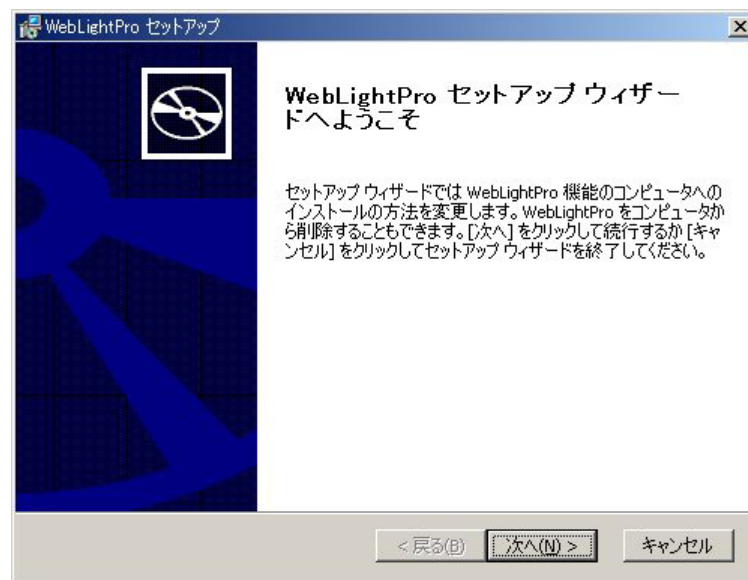 WebLightPro セットアップ
WebLightPro セットアップ ウィザー
ドへようこそ
セットアップ ウィザードでは WebLightPro 機能のコンピュータへの
インストールの方法を変更します。WebLightPro をコンピュータか
ら削除することもできます。[次へ] をクリックして続行するか [キャ
ンセル] をクリックしてセットアップ ウィザードを終了してください。
< 戻る(B) 次へ(N) > キャンセル